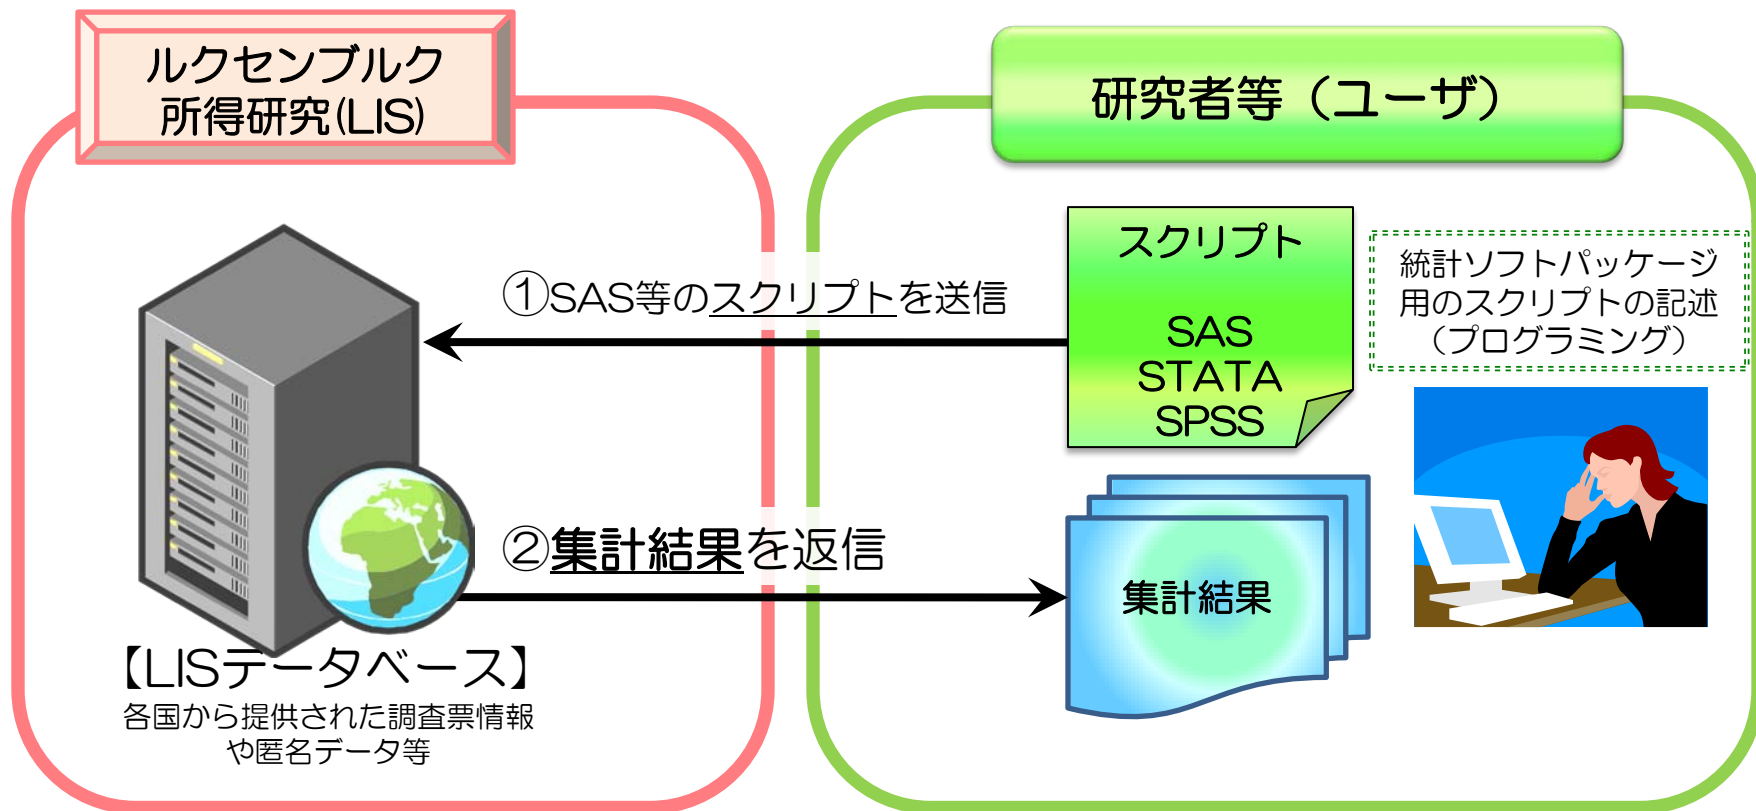 ルクセンブルク
所得研究(LIS)
研究者等（ユーザ）
①SAS等のスクリプトを送信
スクリプト
SAS
STATA
SPSS
統計ソフトパッケージ
用のスクリプトの記述
（プログラミング）
②集計結果を返信
集計結果
【LISデータベース】
各国から提供された調査票情報
や匿名データ等